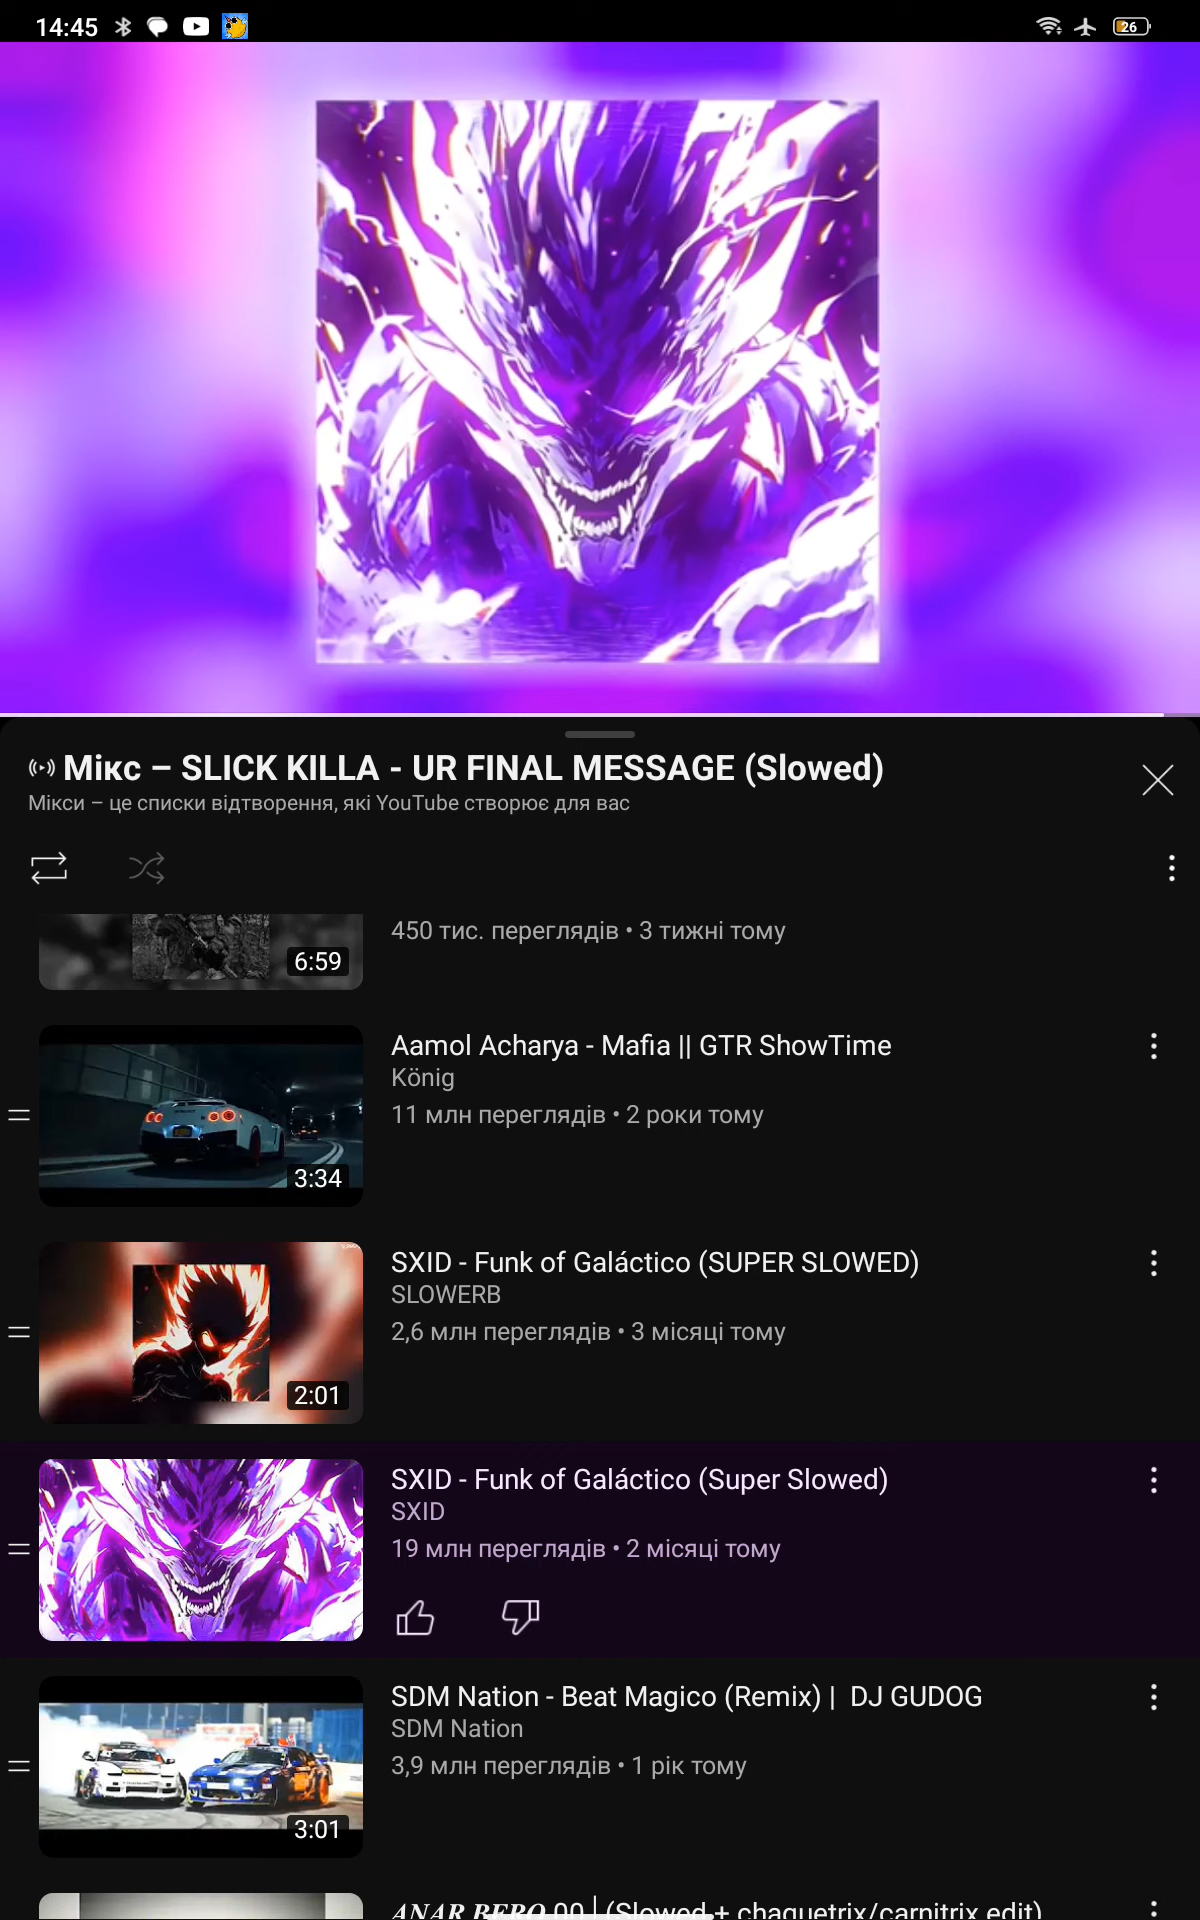 14:45
26
Мікс – SLICK KILLA - UR FINAL MESSAGE (Slowed)
Мікси – це списки відтворення, які YouTube створює для вас
450 тис. переглядів • 3 тижні тому
6:59
Aamol Acharya - Mafia || GTR ShowTime
König
11 млн переглядів • 2 роки тому
3:34
SXID - Funk of Galáctico (SUPER SLOWED)
SLOWERB
2,6 млн переглядів • 3 місяці тому
2:01
SXID - Funk of Galáctico (Super Slowed)
SXID
19 млн переглядів • 2 місяці тому
SDM Nation - Beat Magico (Remix) | DJ GUDOG
SDM Nation
3,9 млн переглядів • 1 рік тому
3:01
(Slowed + chaquetrix/carnitrix edit)